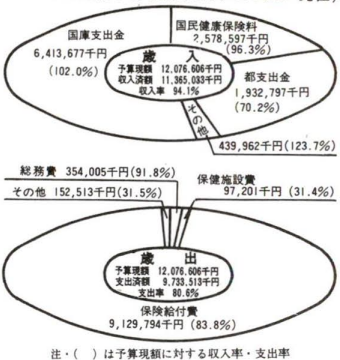 国庫支出金
6,413,677千円
(102.0%)
国民健康保険料
2,578,597千円
(96.3%)
歳入
予算現額 12,076,606千円
収入済額 11,365,033千円
収入率 94.1%
都支出金
1,932,797千円
(70.2%)
その他
439,962千円(123.7%)
総務費 354,005千円(91.8%)
その他 152,513千円(31.5%)
保健施設費
97,201千円(31.4%)
歳出
予算現額 12,076,606千円
支出済額 9,733,513千円
支出率 80.6%
保険給付費
9,129,794千円(83.8%)
注・( )は予算現額に対する収入率・支出率